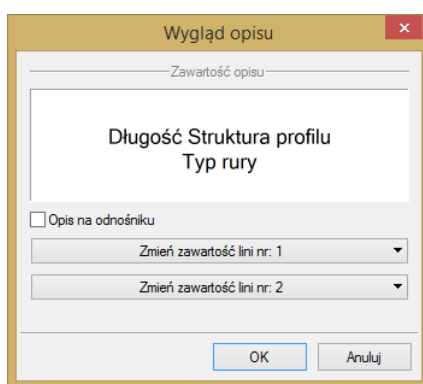 Wygląd opisu
Zawartość opisu
Długość Struktura profilu
Typ rury
Opis na odnośniku
Zmień zawartość lini nr: 1
Zmień zawartość lini nr: 2
OK Anuluj